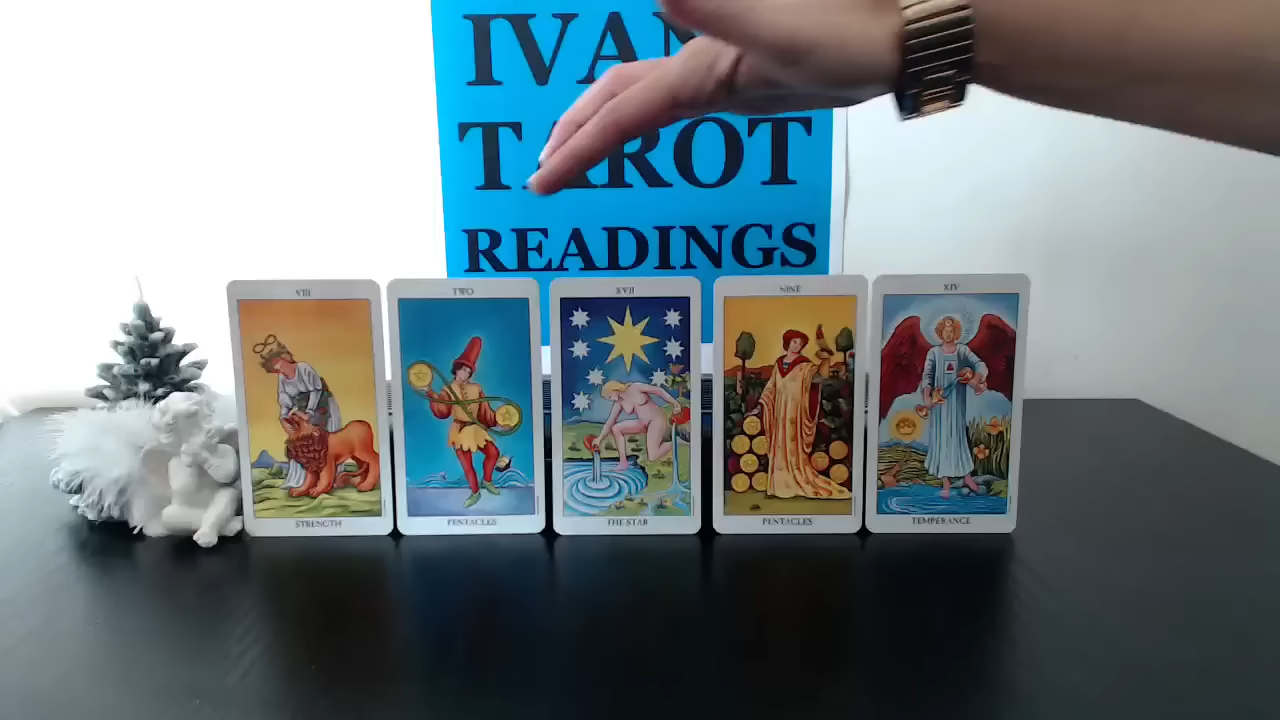 IVAN
TAROT
READINGS
VIII
TWO
XVII
NINE
XIV
STRENGTH
PENTACLES
THE STAR
PENTACLES
TEMPERANCE